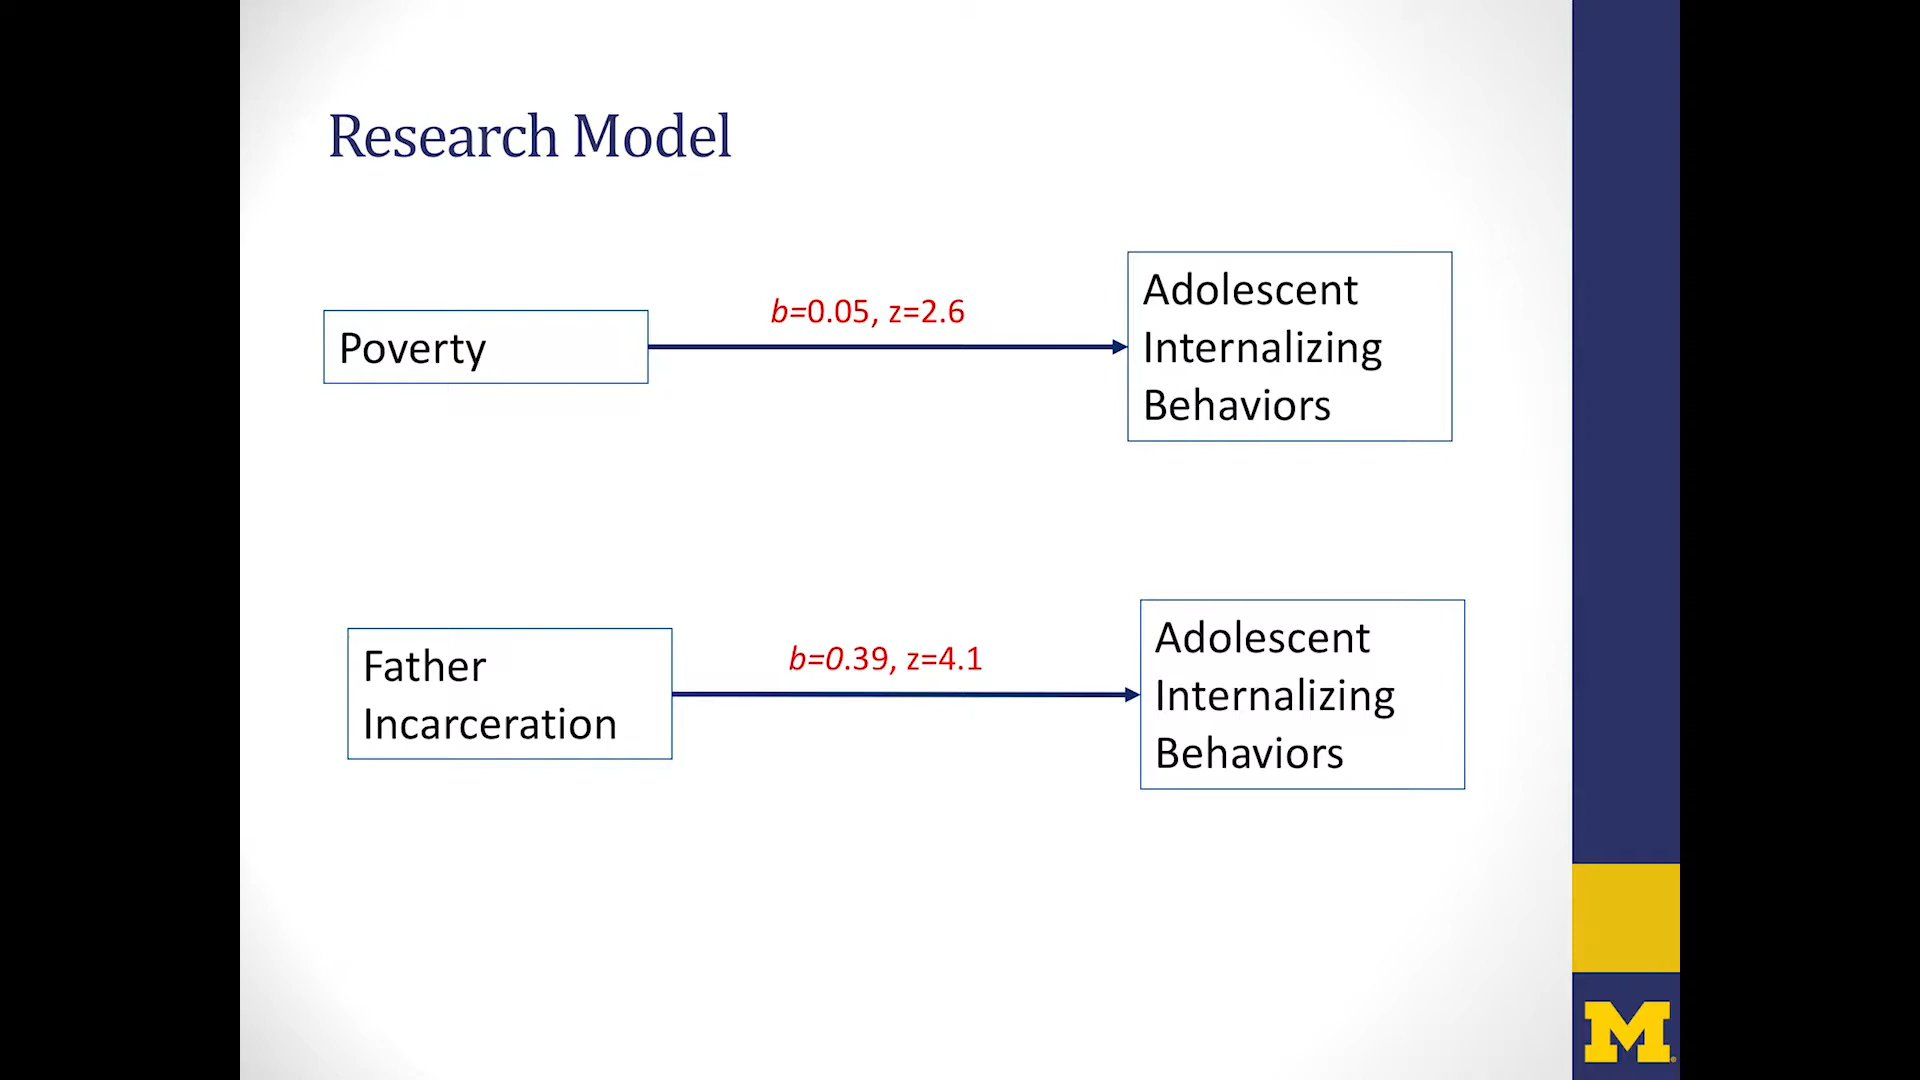 Research Model
Poverty
b=0.05, z=2.6
Adolescent
Internalizing
Behaviors
Father
Incarceration
b=0.39, z=4.1
Adolescent
Internalizing
Behaviors
M